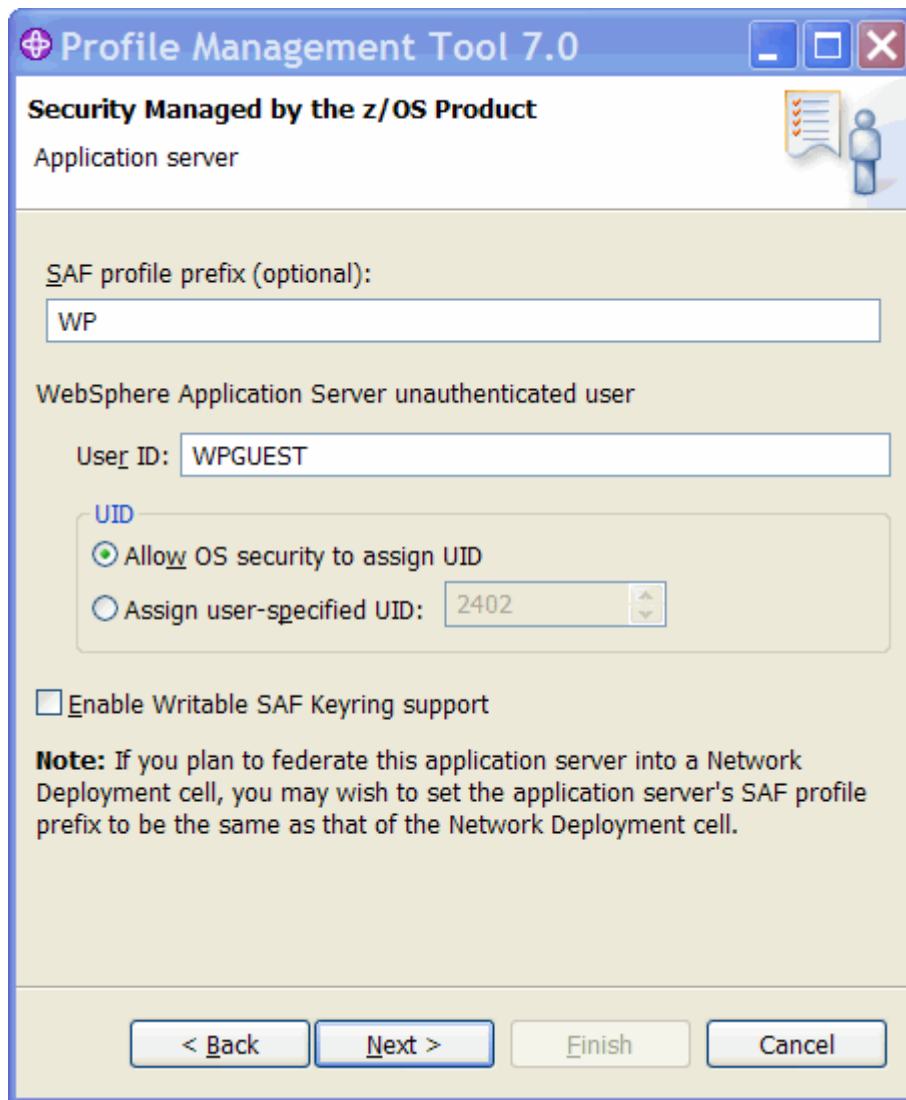 Profile Management Tool 7.0
Security Managed by the z/OS Product
Application server
SAF profile prefix (optional):
WP
WebSphere Application Server unauthenticated user
User ID: WPGUEST
UID
Allow OS security to assign UID
Assign user-specified UID: 2402
Enable Writable SAF Keyring support
Note: If you plan to federate this application server into a Network
Deployment cell, you may wish to set the application server's SAF profile
prefix to be the same as that of the Network Deployment cell.
< Back Next > Finish Cancel